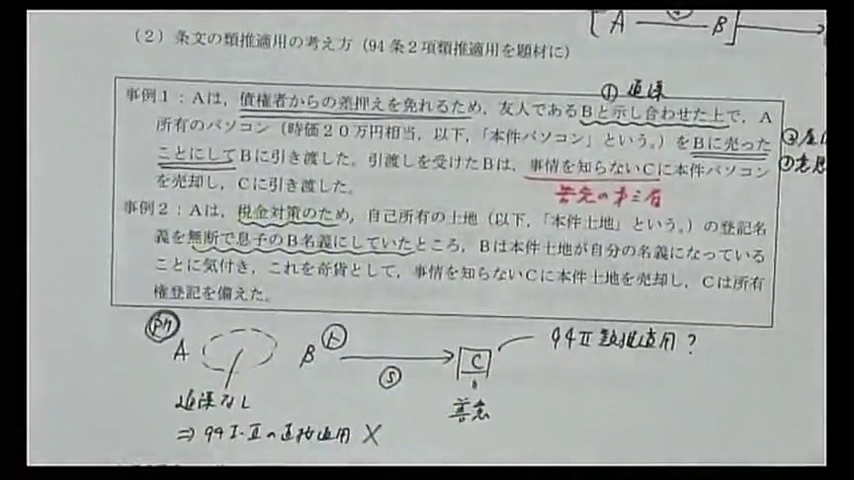 A B
(2) 条文の類推適用の考え方(94条2項類推適用を題材に)
① 通謀
事例1:Aは,債権者からの差押えを免れるため,友人であるBと示し合わせた上で,A
所有のパソコン(時価20万円相当,以下,「本件パソコン」という。)をBに売った
ことにしてBに引き渡した。引渡しを受けたBは,事情を知らないCに本件パソコン
を売却し,Cに引き渡した。
善意の第三者
事例2:Aは,税金対策のため,自己所有の土地(以下,「本件土地」という。)の登記名
義を無断で息子のB名義にしていたところ,Bは本件土地が自分の名義になっている
ことに気付き,これを奇貨として,事情を知らないCに本件土地を売却し,Cは所有
権登記を備えた。
A B ト C 94Ⅱ類推適用?
S
通謀なし 善意
⇒94Ⅰ・Ⅱの直接適用 X